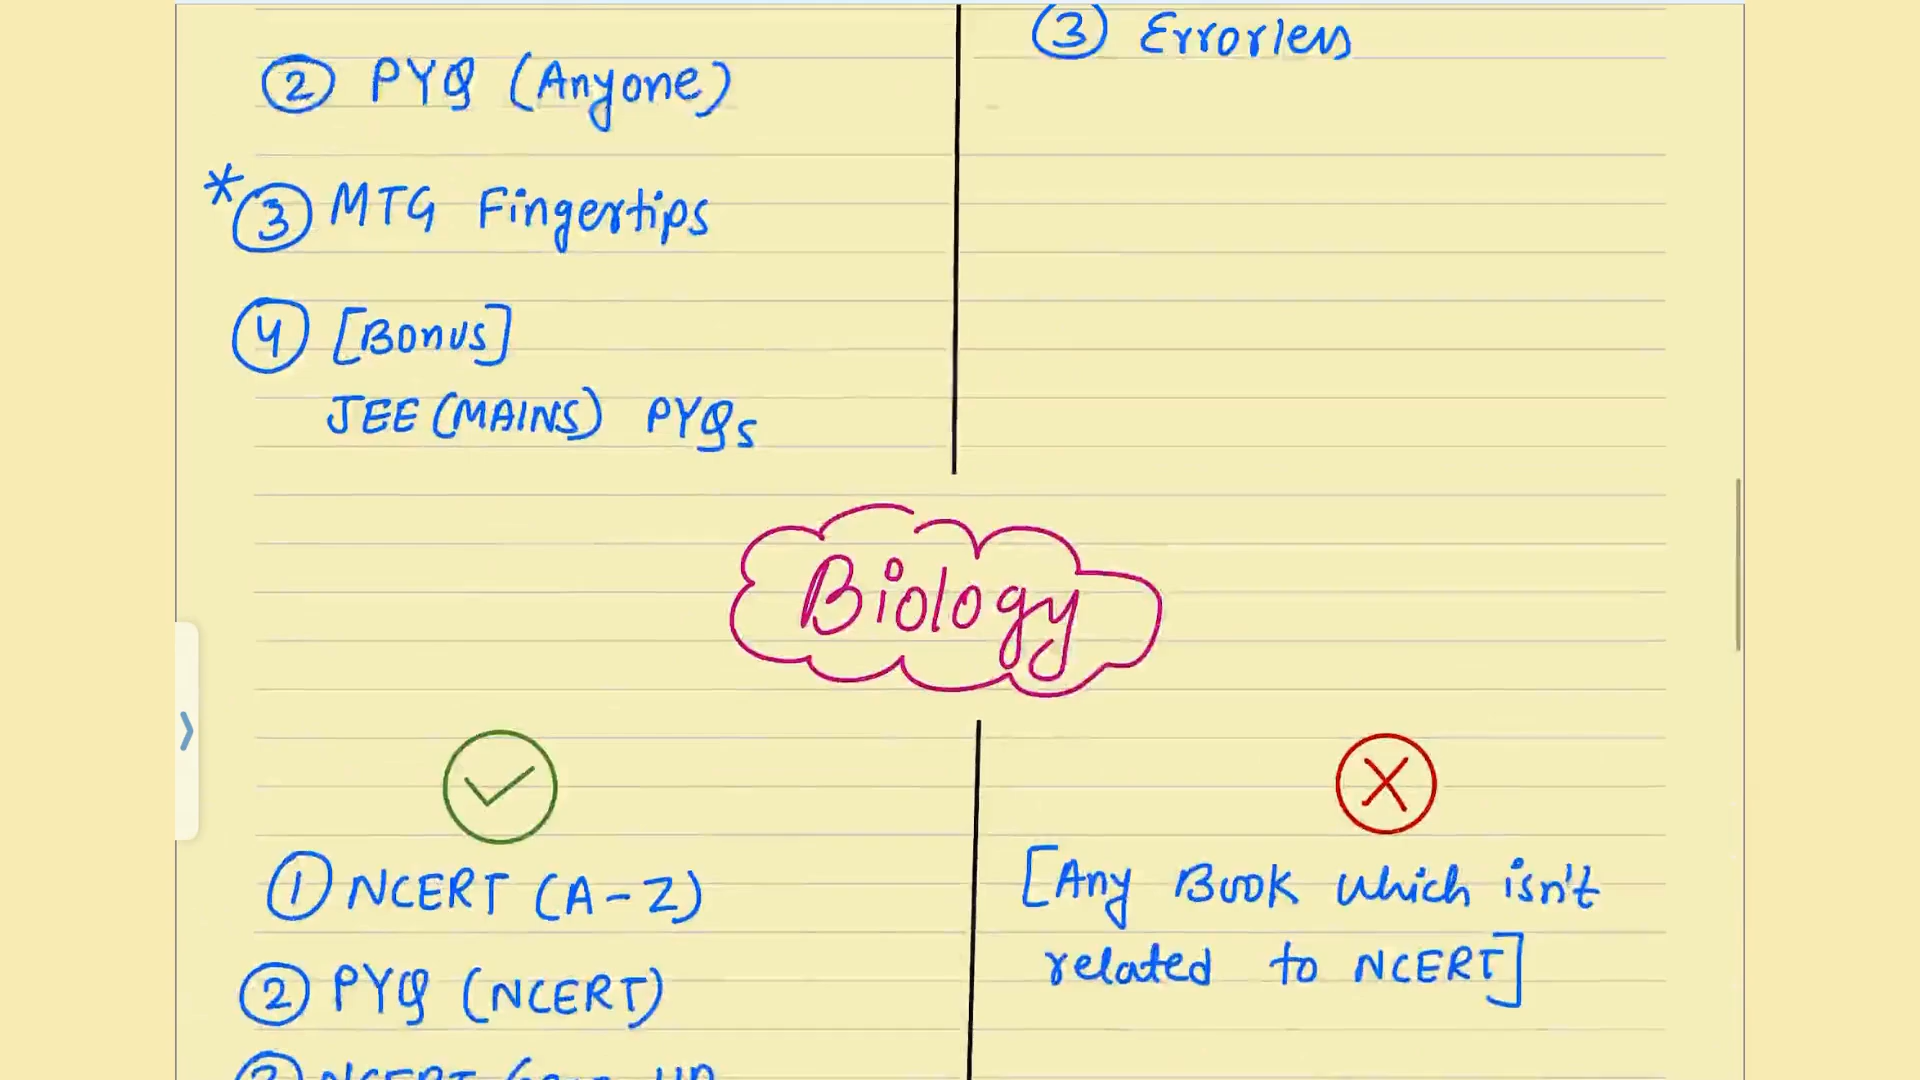 ③ Errorless
② PYQ (Anyone)
*③ MTG Fingertips
④ [Bonus]
JEE (MAINS) PYQs
Biology
① NCERT (A-Z)
② PYQ (NCERT)
[Any Book which isn't
related to NCERT]
NCERT